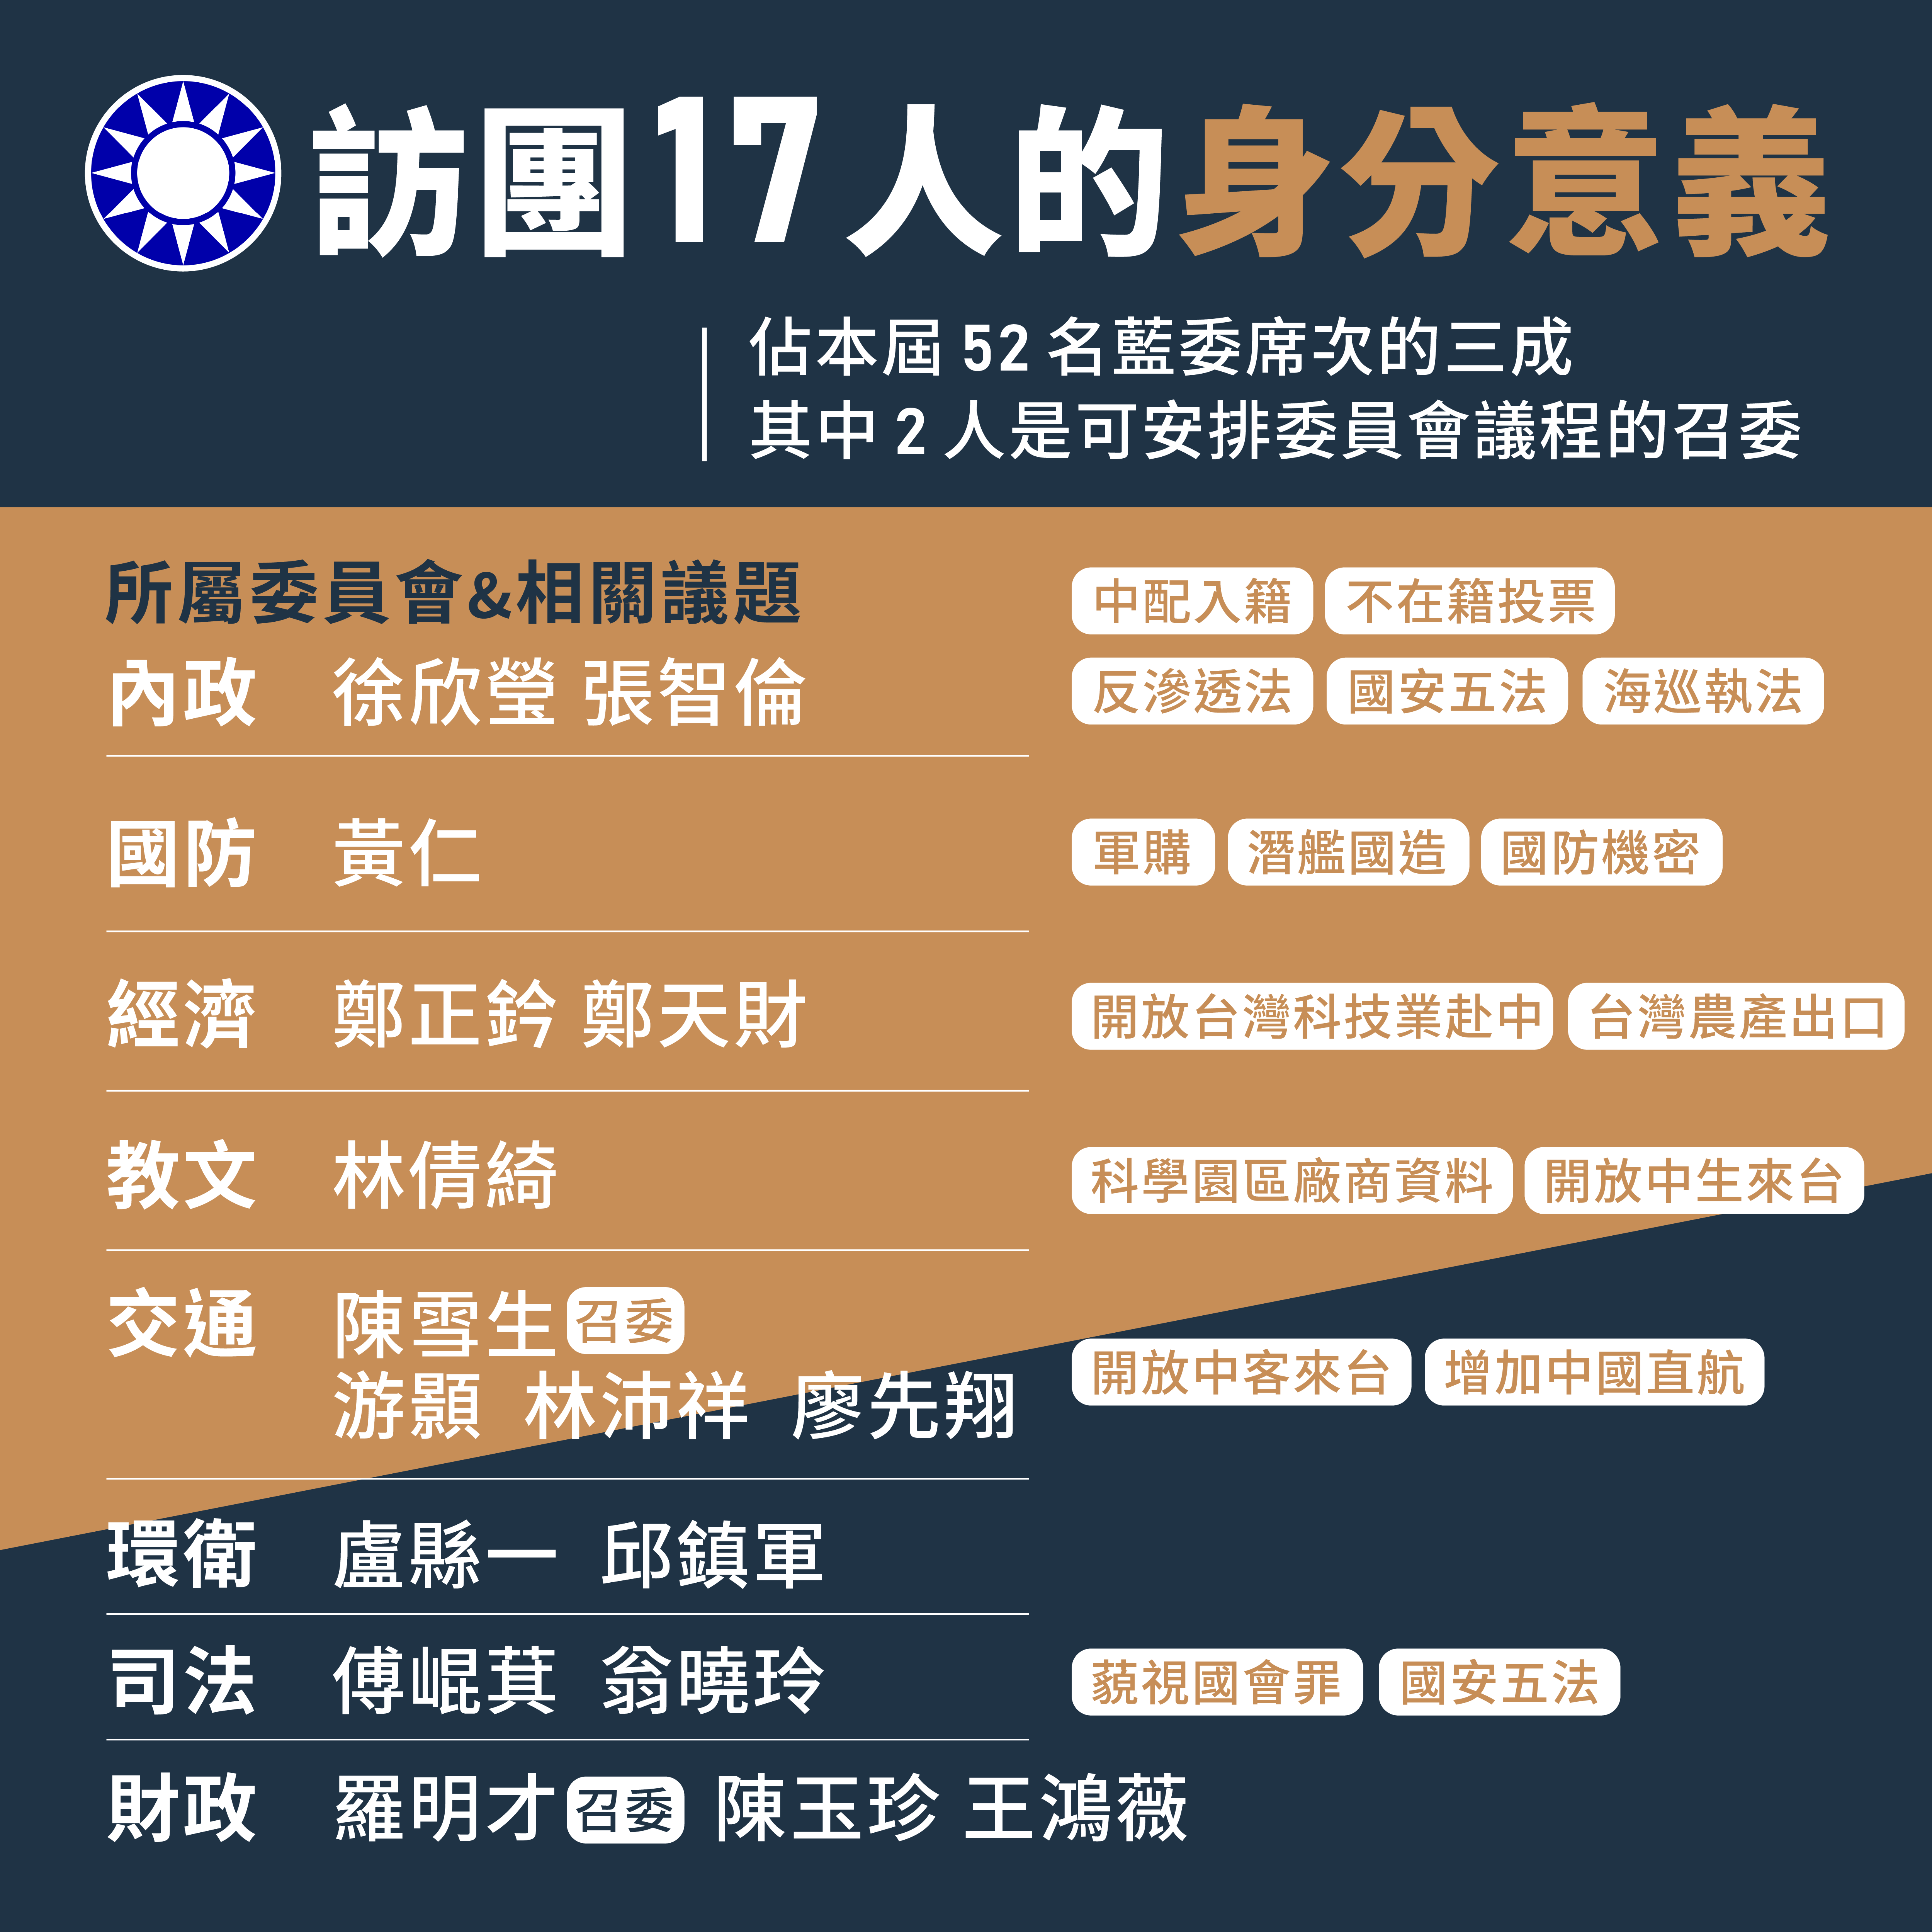 訪團17人的身分意義
佔本屆 52 名藍委席次的三成
其中 2 人是可安排委員會議程的召委
所屬委員會&相關議題
中配入籍 不在籍投票
內政 徐欣瑩 張智倫
反滲透法 國安五法 海巡執法
國防 黃仁
軍購 潛艦國造 國防機密
經濟 鄭正鈐 鄭天財
開放台灣科技業赴中 台灣農產出口
教文 林倩綺
科學園區廠商資料 開放中生來台
交通 陳雪生 召委
游顥 林沛祥 廖先翔
開放中客來台 增加中國直航
環衛 盧縣一 邱鎮軍
司法 傅崐萁 翁曉玲
藐視國會罪 國安五法
財政 羅明才 召委 陳玉珍 王鴻薇